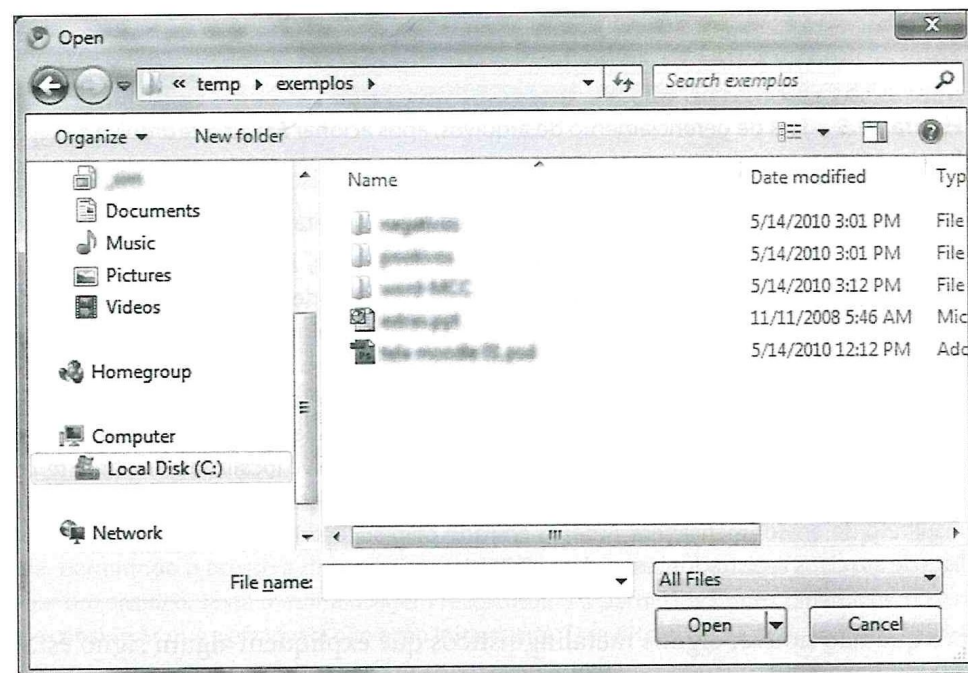 Open
« temp ▸ exemplos ▸
Search exemplos
Organize
New folder
Name
Date modified
Typ
Documents
Music
Pictures
Videos
Homegroup
Computer
Local Disk (C:)
Network
5/14/2010 3:01 PM File
5/14/2010 3:01 PM File
5/14/2010 3:12 PM File
11/11/2008 5:46 AM Mic
5/14/2010 12:12 PM Adc
File name:
All Files
Open
Cancel